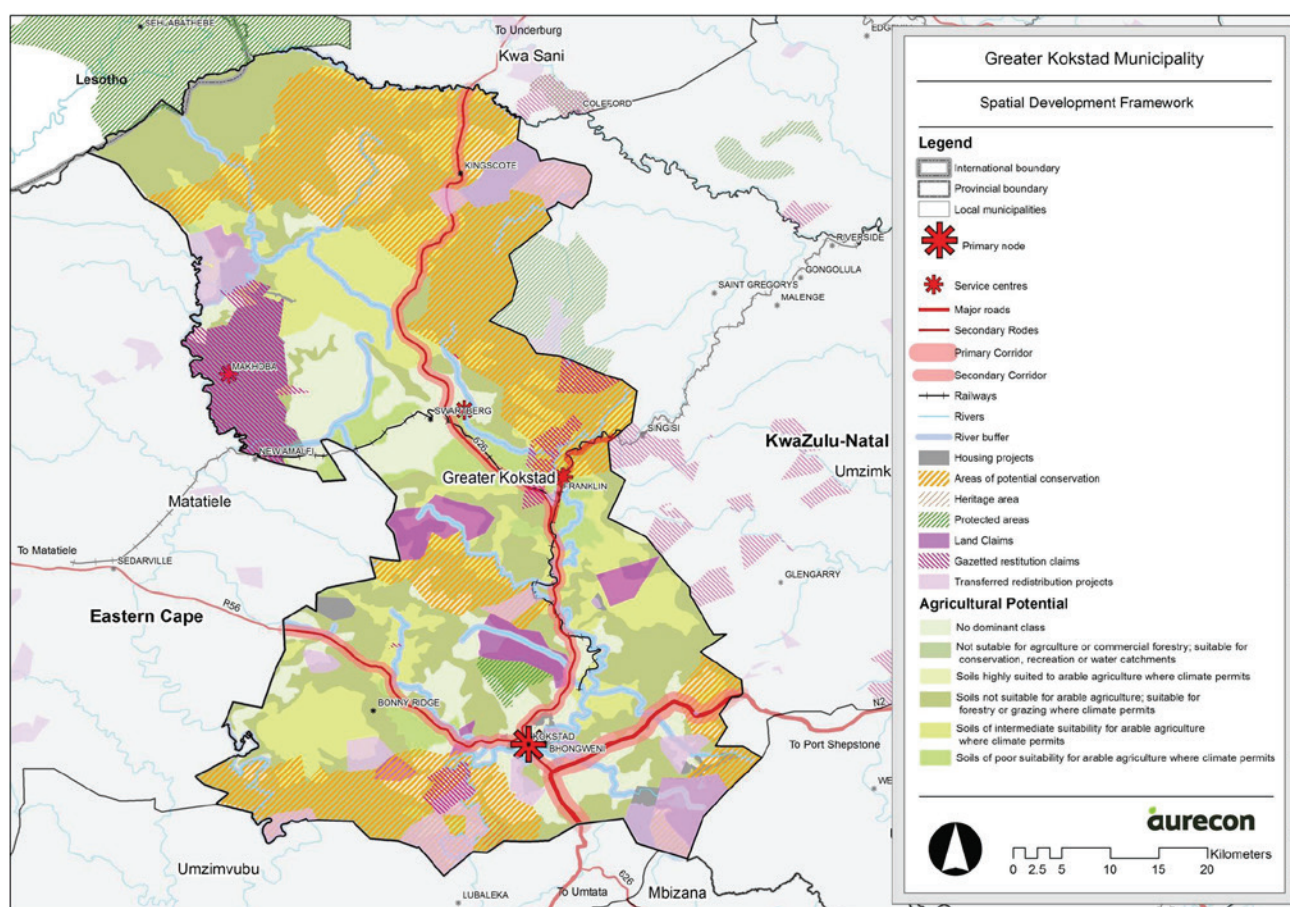 SEHLABATHEBE
To Underburg
Kwa Sani
Lesotho
COLEFORD
KINGSCOTE
RIVERSIDE
GONGOLULA
SAINT GREGORYS
MALENGE
MAKHOBA
SWARTBERG
626
SINGISI
NEW AMALFI
KwaZulu-Natal
Umzimk
Greater Kokstad
FRANKLIN
Matatiele
To Matatiele
SEDARVILLE
GLENGARRY
R56
Eastern Cape
BONNY RIDGE
N2
KOKSTAD
BHONGWENI
To Port Shepstone
WE
Umzimvubu
LUBALEKA
To Umtata
626
Mbizana
Greater Kokstad Municipality
Spatial Development Framework
Legend
International boundary
Provincial boundary
Local municipalities
Primary node
Service centres
Major roads
Secondary Rodes
Primary Corridor
Secondary Corridor
Railways
Rivers
River buffer
Housing projects
Areas of potential conservation
Heritage area
Protected areas
Land Claims
Gazetted restitution claims
Transferred redistribution projects
Agricultural Potential
No dominant class
Not sutable for agriculture or commercial forestry; suitable for
conservation, recreation or water catchments
Soils highly suited to arable agriculture where climate permits
Soils not suitable for arable agriculture; suitable for
forestry or grazing where climate permits
Soils of intermediate suitability for arable agriculture
where climate permits
Soils of poor suitability for arable agriculture where climate permits
aurecon
Kilometers
0 2.5 5 10 15 20